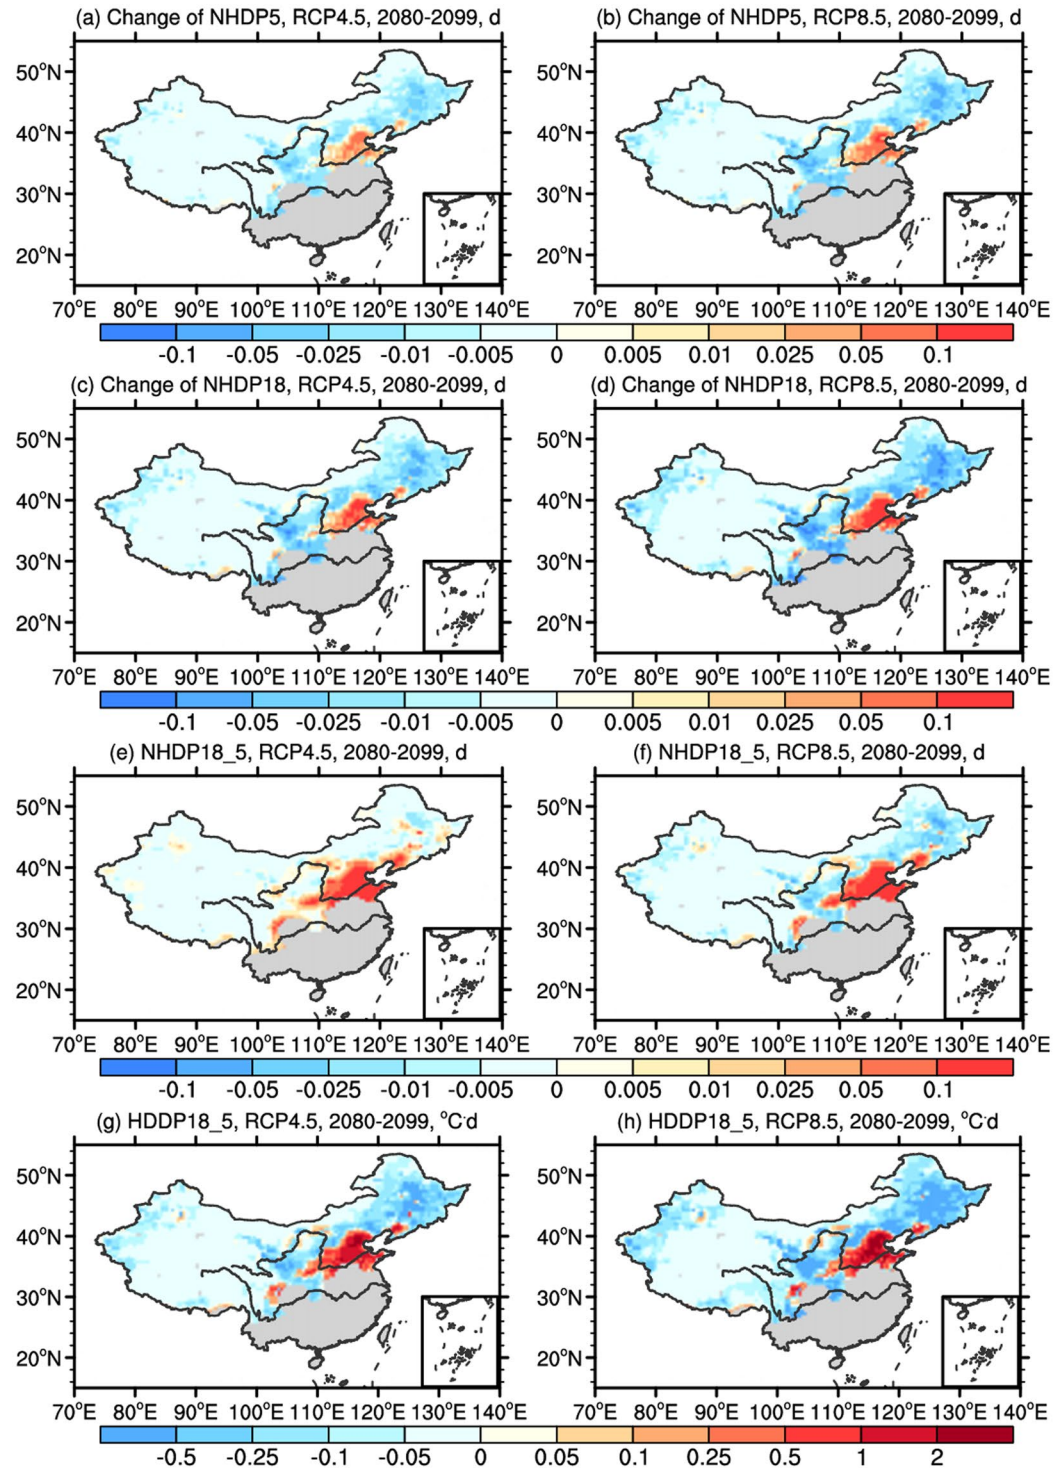 (a) Change of NHDP5, RCP4.5, 2080-2099, d
(b) Change of NHDP5, RCP8.5, 2080-2099, d
50°N 50°N
40°N 40°N
30°N 30°N
20°N 20°N
70°E 80°E 90°E 100°E 110°E 120°E 130°E 140°E 70°E 80°E 90°E 100°E 110°E 120°E 130°E 140°E
-0.1 -0.05 -0.025 -0.01 -0.005 0 0.005 0.01 0.025 0.05 0.1
(c) Change of NHDP18, RCP4.5, 2080-2099, d
(d) Change of NHDP18, RCP8.5, 2080-2099, d
50°N 50°N
40°N 40°N
30°N 30°N
20°N 20°N
70°E 80°E 90°E 100°E 110°E 120°E 130°E 140°E 70°E 80°E 90°E 100°E 110°E 120°E 130°E 140°E
-0.1 -0.05 -0.025 -0.01 -0.005 0 0.005 0.01 0.025 0.05 0.1
(e) NHDP18_5, RCP4.5, 2080-2099, d
(f) NHDP18_5, RCP8.5, 2080-2099, d
50°N 50°N
40°N 40°N
30°N 30°N
20°N 20°N
70°E 80°E 90°E 100°E 110°E 120°E 130°E 140°E 70°E 80°E 90°E 100°E 110°E 120°E 130°E 140°E
-0.1 -0.05 -0.025 -0.01 -0.005 0 0.005 0.01 0.025 0.05 0.1
(g) HDDP18_5, RCP4.5, 2080-2099, °C·d
(h) HDDP18_5, RCP8.5, 2080-2099, °C·d
50°N 50°N
40°N 40°N
30°N 30°N
20°N 20°N
70°E 80°E 90°E 100°E 110°E 120°E 130°E 140°E 70°E 80°E 90°E 100°E 110°E 120°E 130°E 140°E
-0.5 -0.25 -0.1 -0.05 0 0.05 0.1 0.25 0.5 1 2